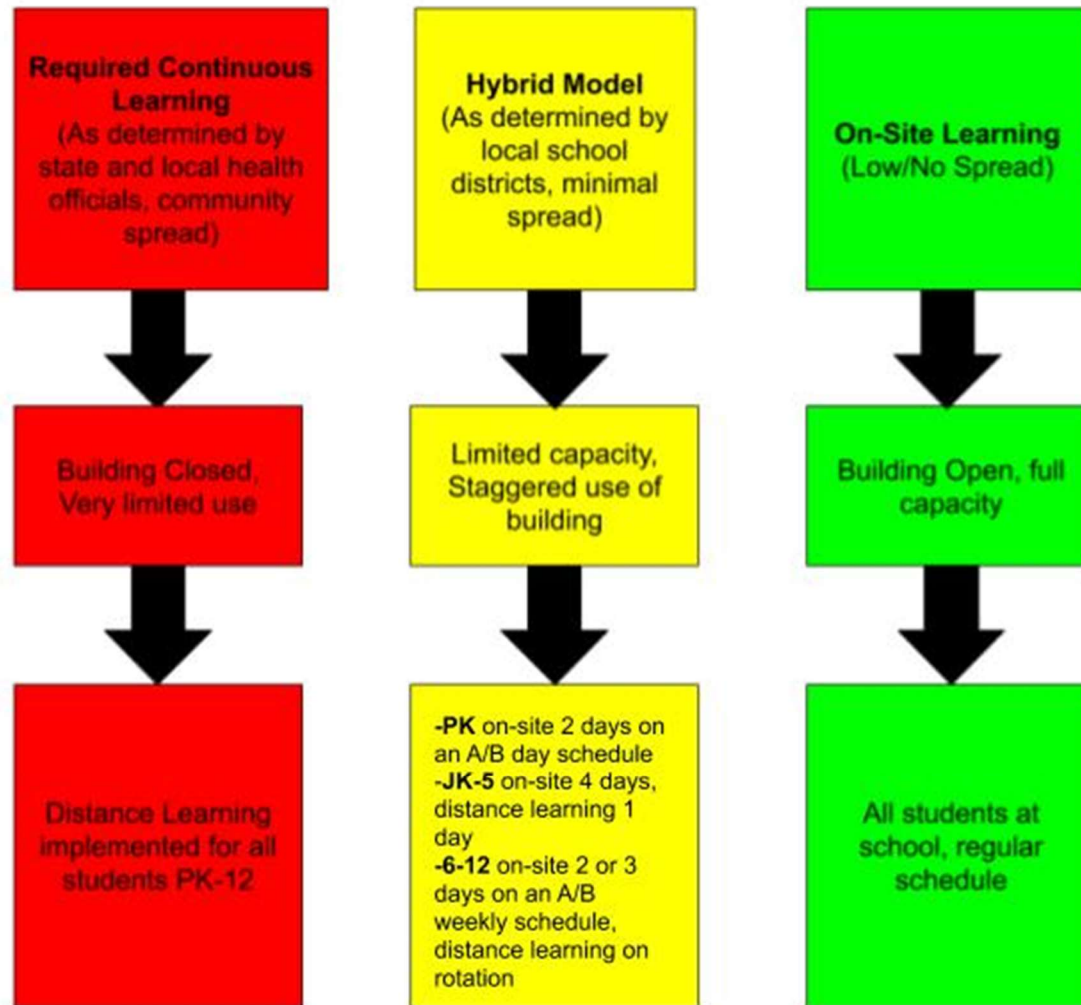 Required Continuous
Learning
(As determined by
state and local health
officials, community
spread)
Hybrid Model
(As determined by
local school
districts, minimal
spread)
On-Site Learning
(Low/No Spread)
Building Closed,
Very limited use
Limited capacity,
Staggered use of
building
Building Open, full
capacity
Distance Learning
implemented for all
students PK-12
-PK on-site 2 days on
an A/B day schedule
-JK-5 on-site 4 days,
distance learning 1
day
-6-12 on-site 2 or 3
days on an A/B
weekly schedule,
distance learning on
rotation
All students at
school, regular
schedule